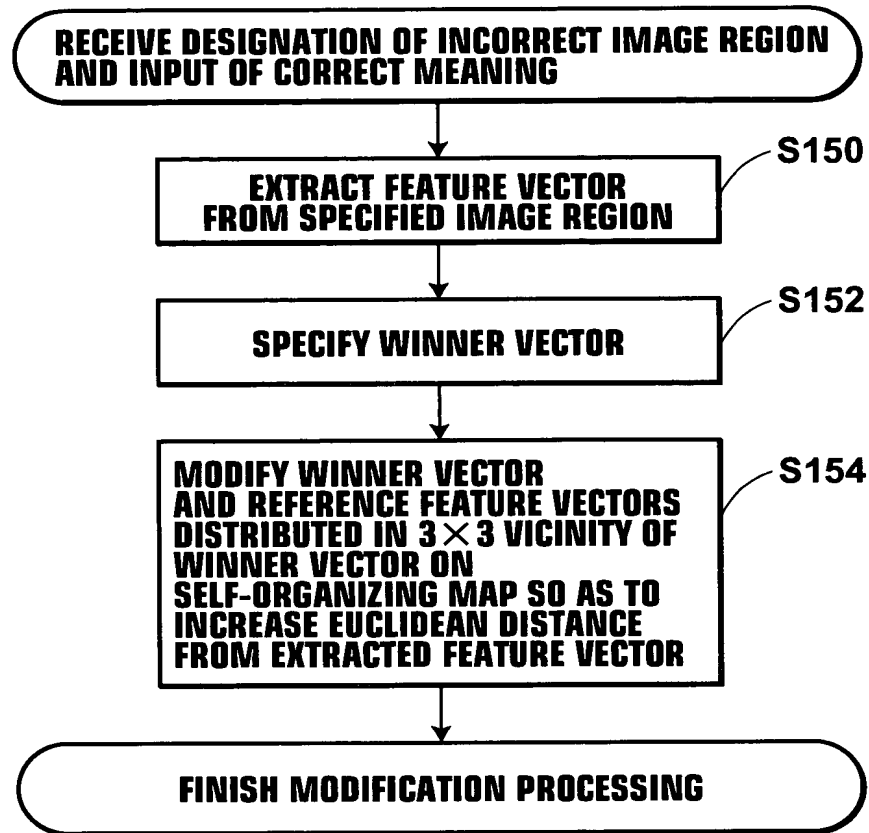 RECEIVE DESIGNATION OF INCORRECT IMAGE REGION
AND INPUT OF CORRECT MEANING
S150
EXTRACT FEATURE VECTOR
FROM SPECIFIED IMAGE REGION
S152
SPECIFY WINNER VECTOR
S154
MODIFY WINNER VECTOR
AND REFERENCE FEATURE VECTORS
DISTRIBUTED IN 3×3 VICINITY OF
WINNER VECTOR ON
SELF-ORGANIZING MAP SO AS TO
INCREASE EUCLIDEAN DISTANCE
FROM EXTRACTED FEATURE VECTOR
FINISH MODIFICATION PROCESSING